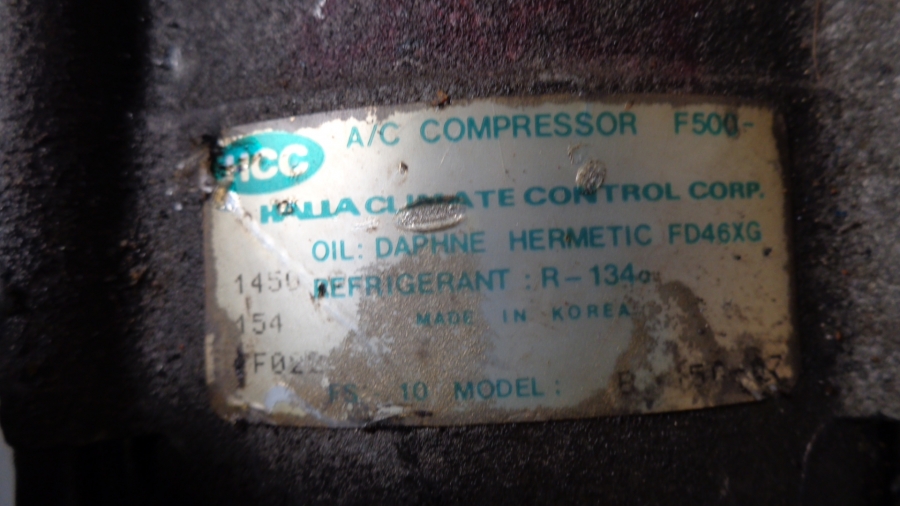 HCC
A/C COMPRESSOR F500-
HALLA CLIMATE CONTROL CORP.
OIL: DAPHNE HERMETIC FD46XG
1450 REFRIGERANT : R-134a
154 MADE IN KOREA
FS 10 MODEL :